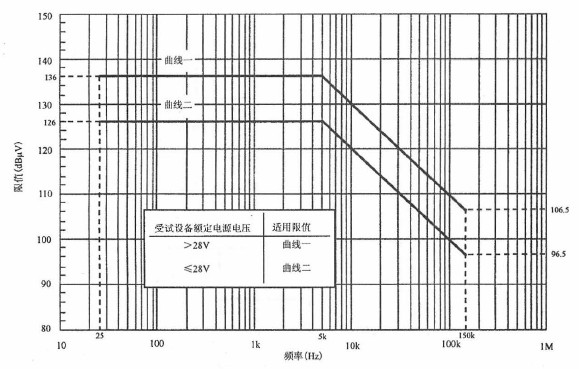 150
140
136
130
126
120
110
100
90
80
限值(dBμV)
曲线一
曲线二
受试设备额定电源电压 适用限值
>28V 曲线一
≤28V 曲线二
106.5
96.5
25 5k 150k
10 100 1k 10k 100k 1M
频率(Hz)